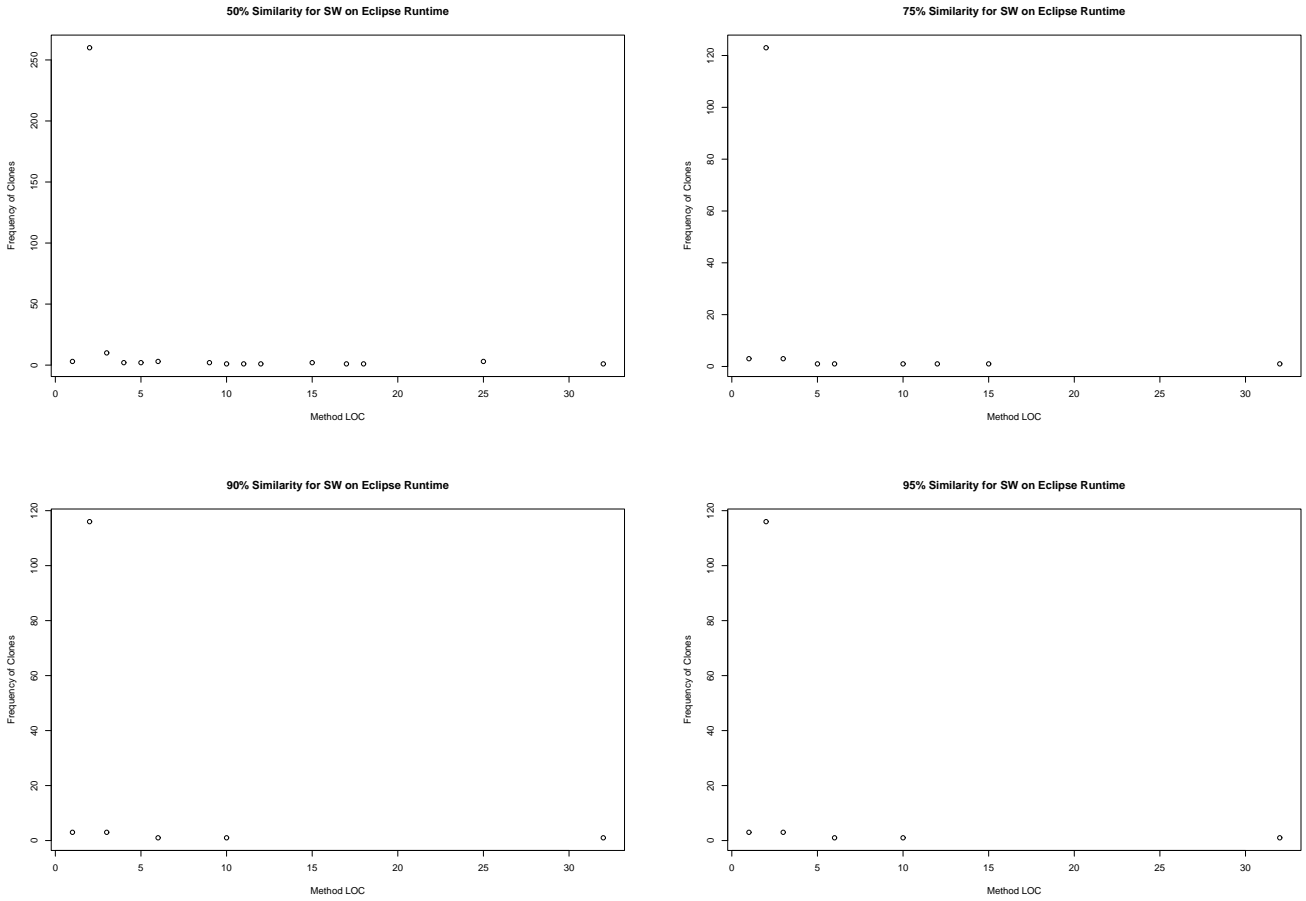 50% Similarity for SW on Eclipse Runtime
Frequency of Clones
250
200
150
100
50
0
0 5 10 15 20 25 30
Method LOC
75% Similarity for SW on Eclipse Runtime
Frequency of Clones
120
100
80
60
40
20
0
0 5 10 15 20 25 30
Method LOC
90% Similarity for SW on Eclipse Runtime
Frequency of Clones
120
100
80
60
40
20
0
0 5 10 15 20 25 30
Method LOC
95% Similarity for SW on Eclipse Runtime
Frequency of Clones
120
100
80
60
40
20
0
0 5 10 15 20 25 30
Method LOC